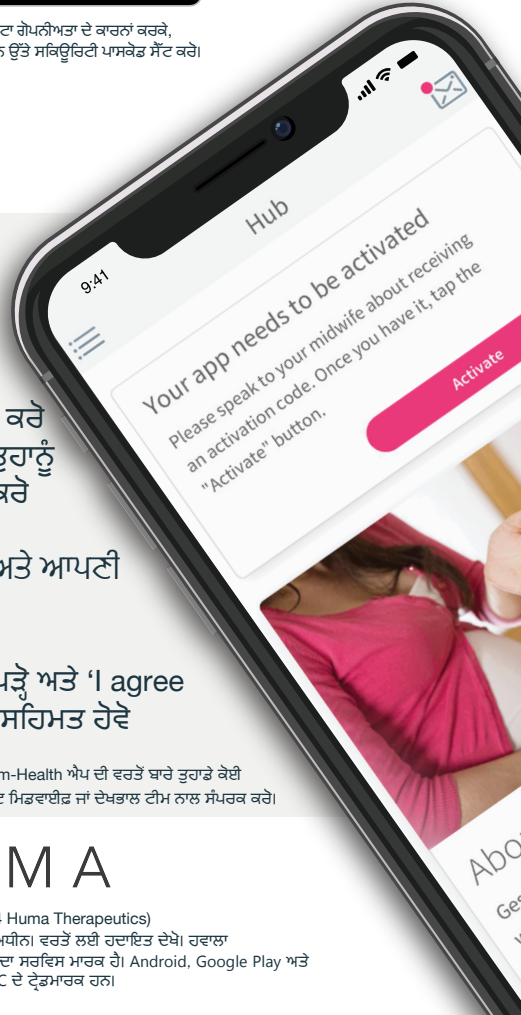 ਟਾ ਗੋਪਨੀਅਤਾ ਦੇ ਕਾਰਨਾਂ ਕਰਕੇ,
ਨ ਉੱਤੇ ਸਕਿਊਰਿਟੀ ਪਾਸਕੋਡ ਸੈੱਟ ਕਰੋ।
9:41
Hub
Your app needs to be activated
Please speak to your midwife about receiving
an activation code. Once you have it, tap the
"Activate" button.
Activate
ਕਰੋ
ਤੁਹਾਨੂੰ
ਕਰੋ
ਅਤੇ ਆਪਣੀ
ਪੜ੍ਹੋ ਅਤੇ ‘I agree
ਸਹਿਮਤ ਹੋਵੋ
m-Health ਐਪ ਦੀ ਵਰਤੋਂ ਬਾਰੇ ਤੁਹਾਡੇ ਕੋਈ
ਮਿਡਵਾਈਫ਼ ਜਾਂ ਦੇਖਭਾਲ ਟੀਮ ਨਾਲ ਸੰਪਰਕ ਕਰੋ।
M A
Huma Therapeutics)
ਅਧੀਨ। ਵਰਤੋਂ ਲਈ ਹਦਾਇਤ ਦੇਖੋ। ਹਵਾਲਾ
ਦਾ ਸਰਵਿਸ ਮਾਰਕ ਹੈ। Android, Google Play ਅਤੇ
C ਦੇ ਟ੍ਰੇਡਮਾਰਕ ਹਨ।
Abo
Ges